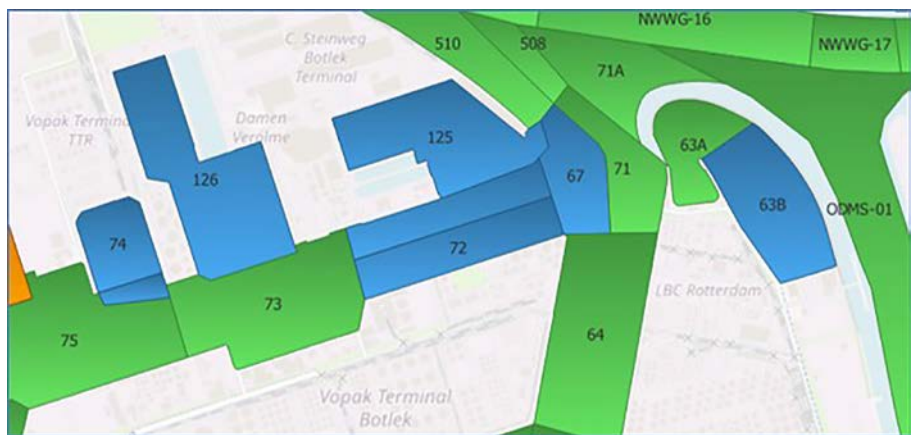 NWWG-16
510
508
C. Steinweg
Botlek
Terminal
NWWG-17
71A
Vopak Termina
TTR
Damen
Verolme
125
63A
126
67
71
63B
ODMS-01
74
72
LBC Rotterdam
73
75
64
Vopak Terminal
Botlek